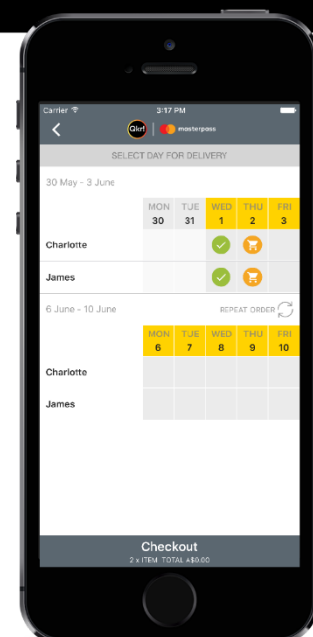 Carrier 3:17 PM
Qkr! masterpass
SELECT DAY FOR DELIVERY
30 May - 3 June
MON TUE WED THU FRI
30 31 1 2 3
Charlotte
James
6 June - 10 June REPEAT ORDER
MON TUE WED THU FRI
6 7 8 9 10
Charlotte
James
Checkout
2 x ITEM TOTAL A$9.00